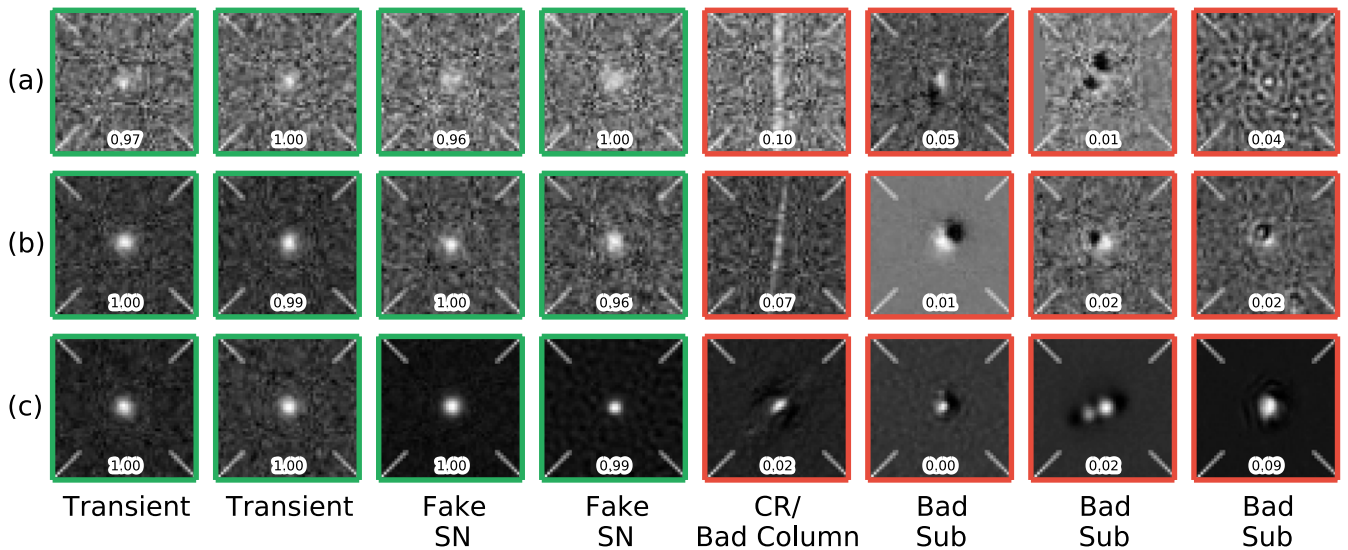 (a) 0.97 1.00 0.96 1.00 0.10 0.05 0.01 0.04
(b) 1.00 0.99 1.00 0.96 0.07 0.01 0.02 0.02
(c) 1.00 1.00 1.00 0.99 0.02 0.00 0.02 0.09
Transient Transient Fake Fake CR/ Bad Bad Bad
SN SN Bad Column Sub Sub Sub